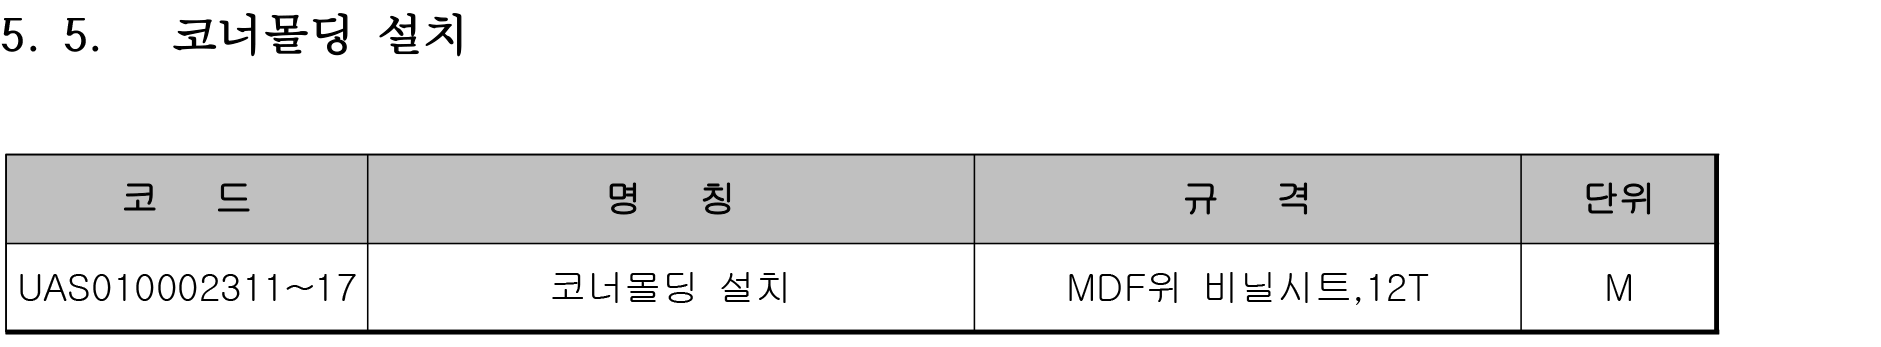 5. 5. 코너몰딩 설치
코 드 명 칭 규 격 단위
UAS010002311~17 코너몰딩 설치 MDF위 비닐시트,12T M